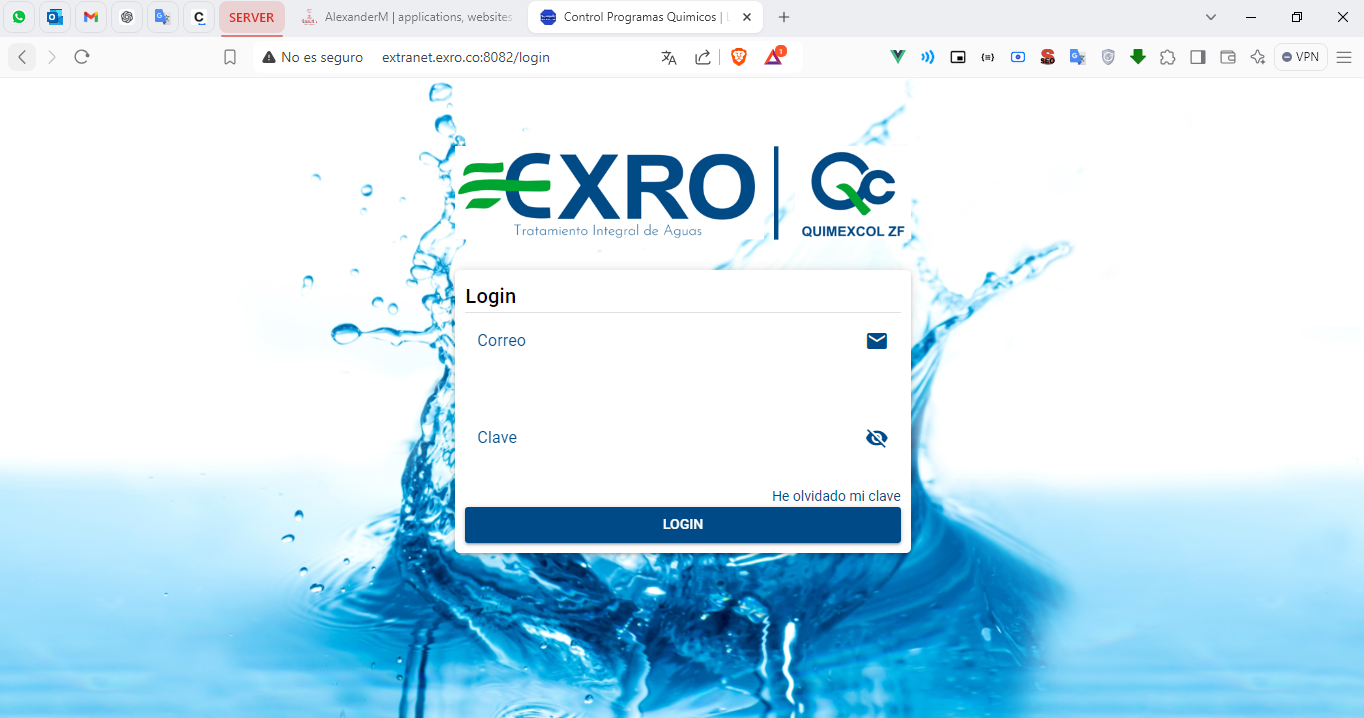 SERVER
AlexanderM | applications, websites
Control Programas Quimicos |
No es seguro
extranet.exro.co:8082/login
1
SEO
VPN
EXRO
Tratamiento Integral de Aguas
QC
QUIMEXCOL ZF
Login
Correo
Clave
He olvidado mi clave
LOGIN